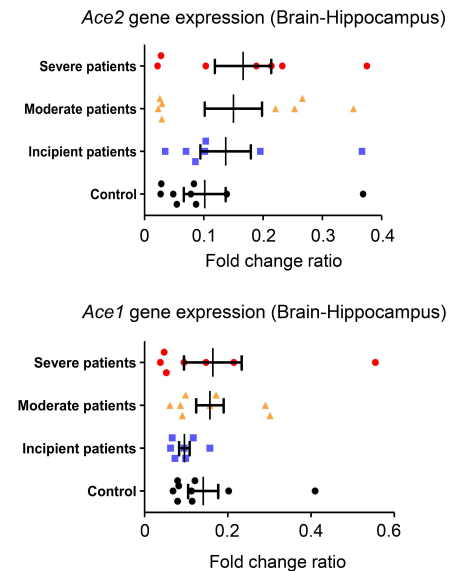 Ace2 gene expression (Brain-Hippocampus)
Severe patients
Moderate patients
Incipient patients
Control
0 0.1 0.2 0.3 0.4
Fold change ratio
Ace1 gene expression (Brain-Hippocampus)
Severe patients
Moderate patients
Incipient patients
Control
0 0.2 0.4 0.6
Fold change ratio